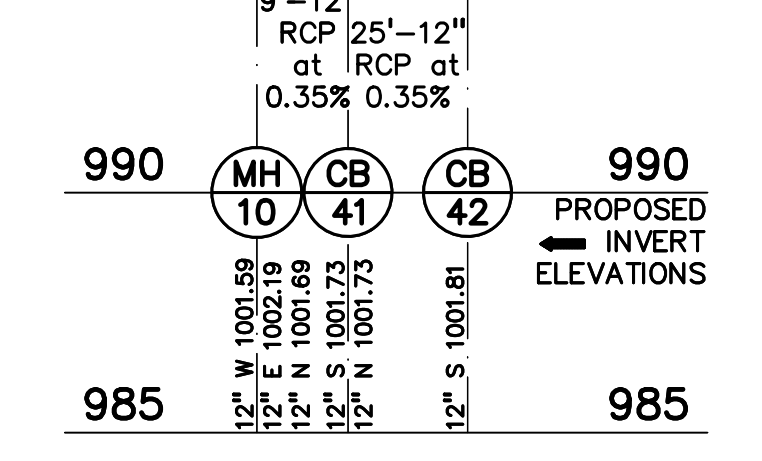 9'-12"
RCP 25'-12"
at RCP at
0.35% 0.35%
990 MH CB CB 990
10 41 42
PROPOSED
INVERT
ELEVATIONS
12" W 1001.59
12" E 1002.19
12" N 1001.69
12" S 1001.73
12" N 1001.73
12" S 1001.81
985 985